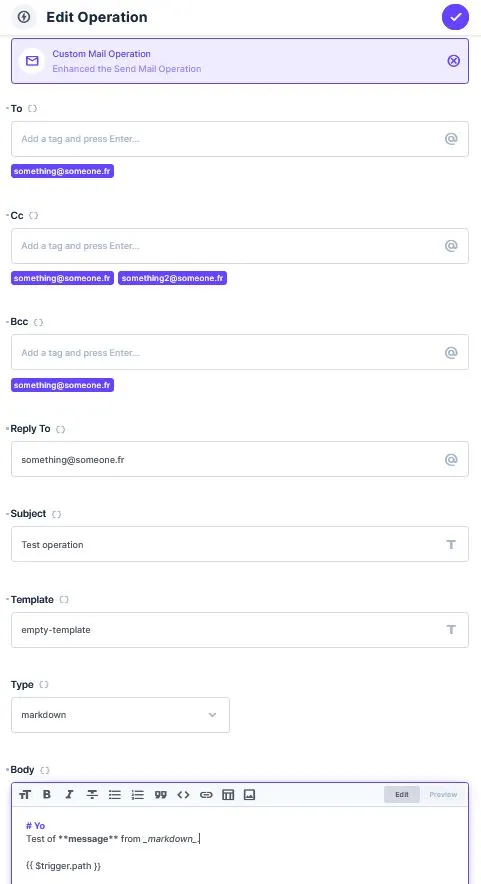 Edit Operation
Custom Mail Operation
Enhanced the Send Mail Operation
To {}
Add a tag and press Enter...
something@someone.fr
Cc {}
Add a tag and press Enter...
something@someone.fr something2@someone.fr
Bcc {}
Add a tag and press Enter...
something@someone.fr
Reply To {}
something@someone.fr
Subject {}
Test operation
Template {}
empty-template
Type {}
markdown
Body {}
Edit Preview
# Yo
Test of **message** from _markdown_.
{{ $trigger.path }}